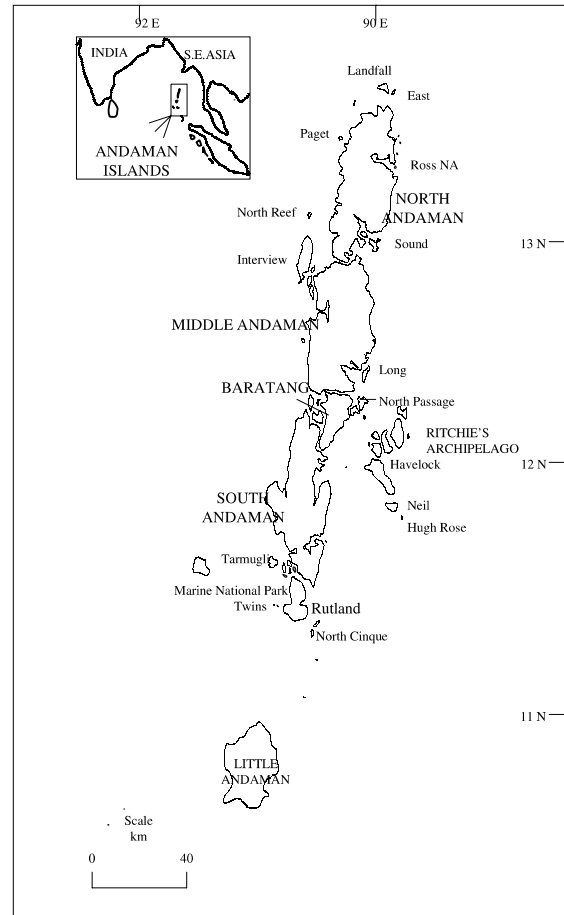 92 E
90 E
INDIA
S.E.ASIA
ANDAMAN
ISLANDS
Landfall
East
Paget
Ross NA
NORTH
ANDAMAN
North Reef
Sound
13 N
Interview
MIDDLE ANDAMAN
Long
BARATANG
North Passage
RITCHIE'S
ARCHIPELAGO
Havelock
12 N
SOUTH
ANDAMAN
Neil
Hugh Rose
Tarmugli
Marine National Park
Twins
Rutland
North Cinque
11 N
LITTLE
ANDAMAN
Scale
km
0
40